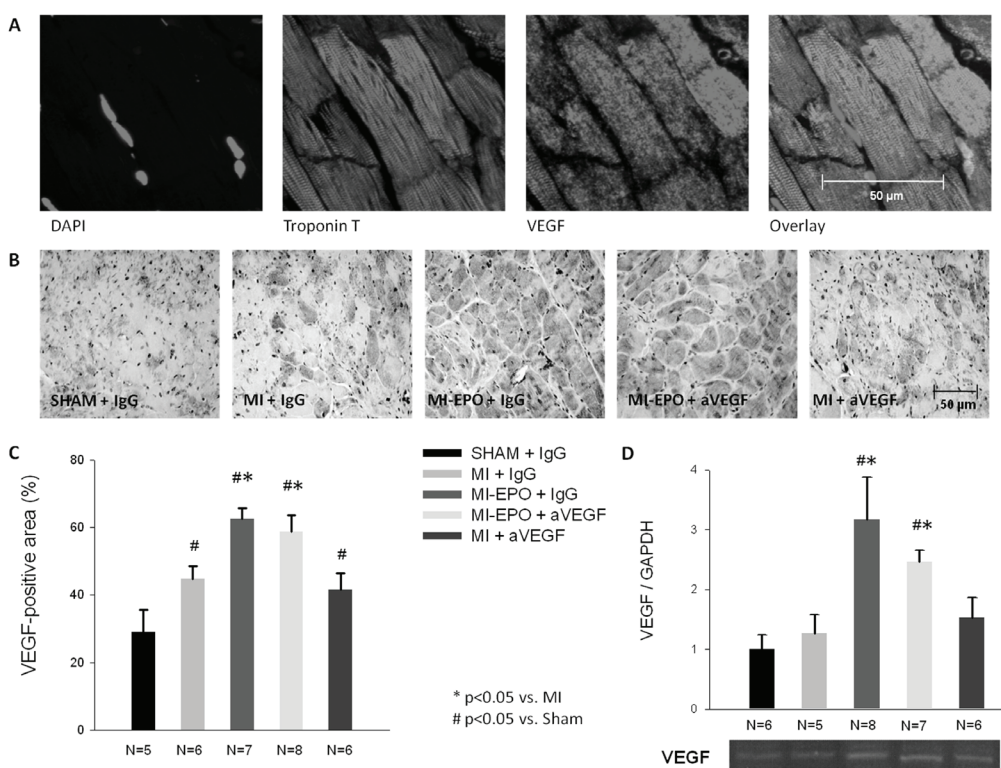 A
DAPI
Troponin T
VEGF
Overlay
50 µm
B
SHAM + IgG
MI + IgG
MI-EPO + IgG
MI-EPO + aVEGF
MI + aVEGF
50 µm
C
VEGF-positive area (%)
80
60
40
20
0
#
#*
#*
#
N=5 N=6 N=7 N=8 N=6
SHAM + IgG
MI + IgG
MI-EPO + IgG
MI-EPO + aVEGF
MI + aVEGF
* p<0.05 vs. MI
# p<0.05 vs. Sham
D
VEGF / GAPDH
4
3
2
1
0
#*
#*
N=6 N=5 N=8 N=7 N=6
VEGF